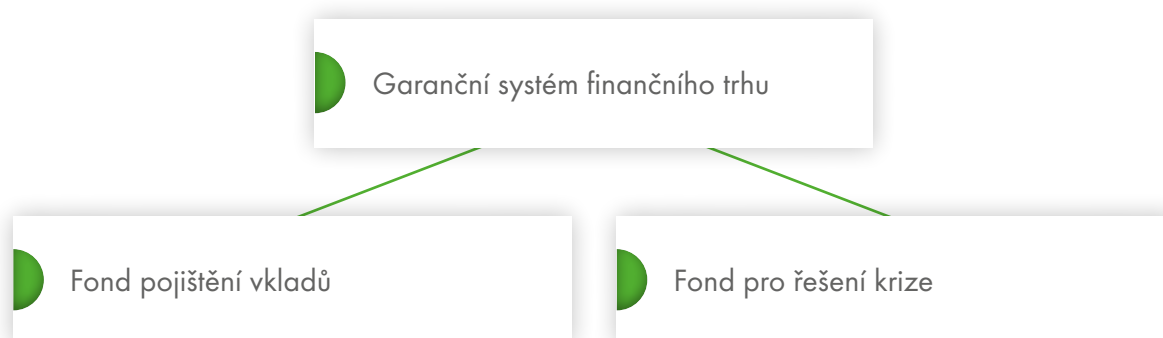 Garanční systém finančního trhu
Fond pojištění vkladů
Fond pro řešení krize